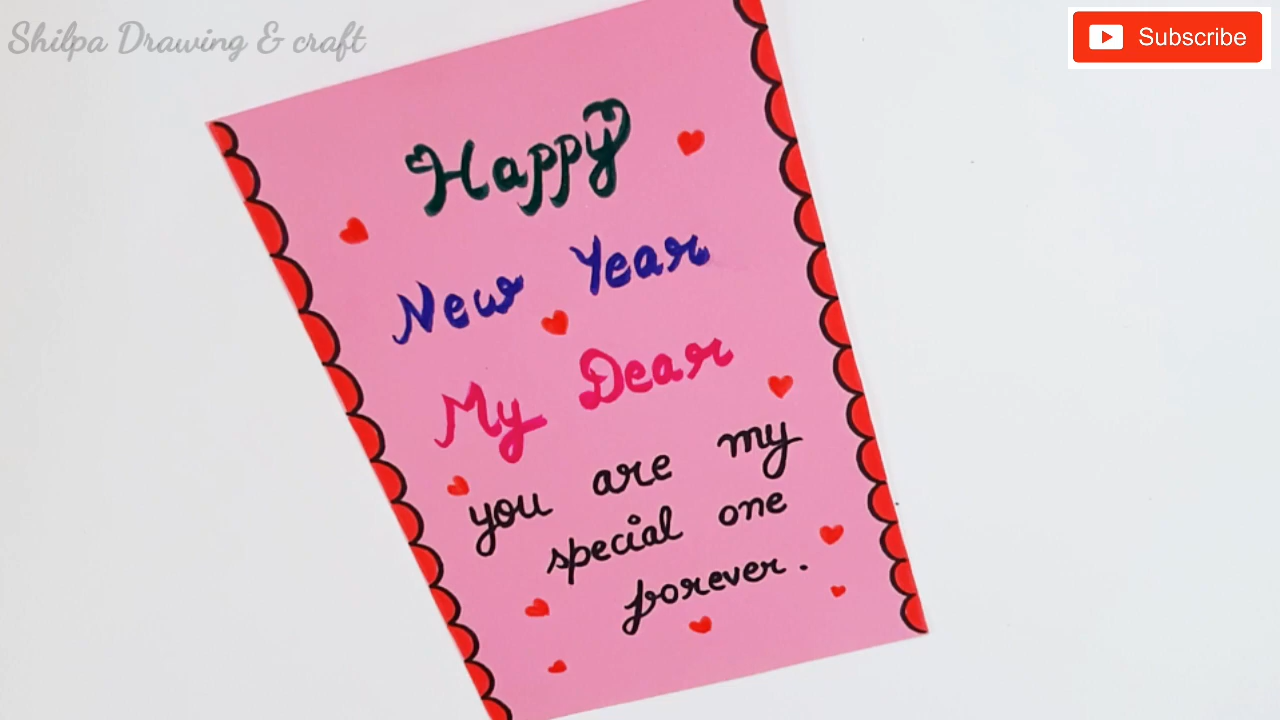 Shilpa Drawing & craft
Subscribe
Happy
New Year
My Dear
you are my
special one
forever.